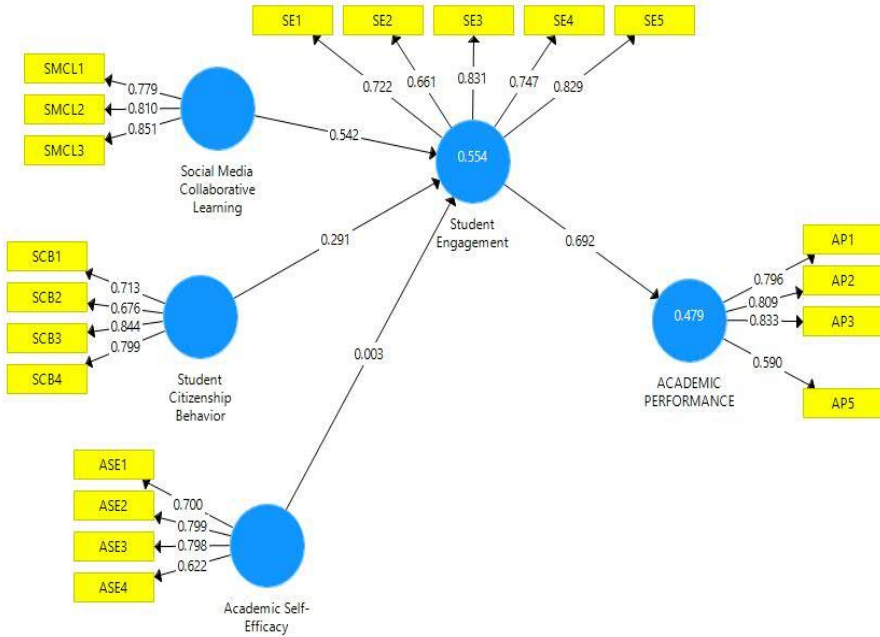 SE1
SE2
SE3
SE4
SE5
0.722
0.661
0.831
0.747
0.829
SMCL1
SMCL2
SMCL3
0.779
0.810
0.851
Social Media
Collaborative
Learning
0.542
0.554
Student
Engagement
SCB1
SCB2
SCB3
SCB4
0.713
0.676
0.844
0.799
Student
Citizenship
Behavior
0.291
0.692
AP1
AP2
AP3
AP5
0.796
0.809
0.833
0.590
0.479
ACADEMIC
PERFORMANCE
0.003
ASE1
ASE2
ASE3
ASE4
0.700
0.799
0.798
0.622
Academic Self-
Efficacy